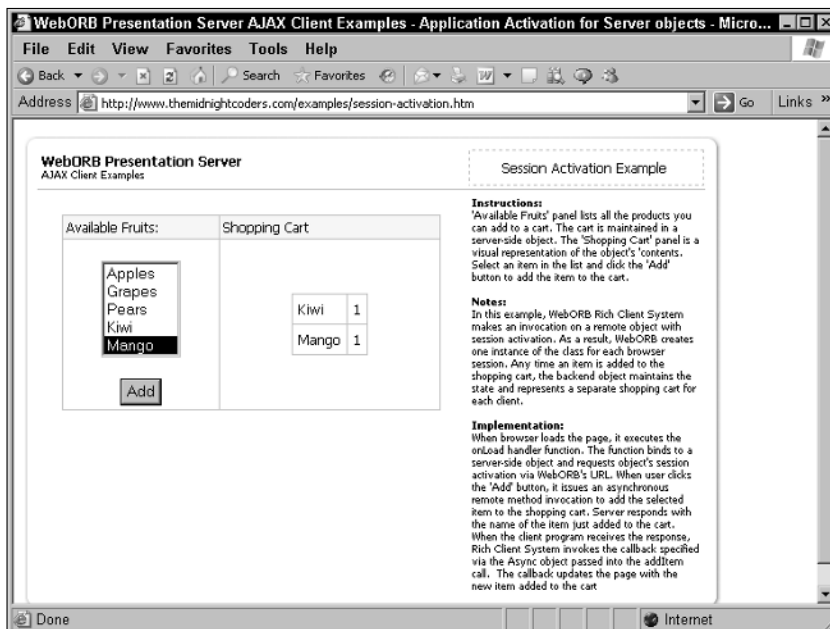 WebORB Presentation Server AJAX Client Examples - Application Activation for Server objects - Micro...
File Edit View Favorites Tools Help
Back Search Favorites
Address http://www.themidnightcoders.com/examples/session-activation.htm Go Links »
WebORB Presentation Server
AJAX Client Examples
Session Activation Example
Available Fruits: Shopping Cart
Apples
Grapes
Pears
Kiwi
Mango
Add
Kiwi 1
Mango 1
Instructions:
'Available Fruits' panel lists all the products you
can add to a cart. The cart is maintained in a
server-side object. The 'Shopping Cart' panel is a
visual representation of the object's 'contents.
Select an item in the list and click the 'Add'
button to add the item to the cart.
Notes:
In this example, WebORB Rich Client System
makes an invocation on a remote object with
session activation. As a result, WebORB creates
one instance of the class for each browser
session. Any time an item is added to the
shopping cart, the backend object maintains the
state and represents a separate shopping cart for
each client.
Implementation:
When browser loads the page, it executes the
onLoad handler function. The function binds to a
server-side object and requests object's session
activation via WebORB's URL. When user clicks
the 'Add' button, it issues an asynchronous
remote method invocation to add the selected
item to the shopping cart. Server responds with
the name of the item just added to the cart.
When the client program receives the response,
Rich Client System invokes the callback specified
via the Async object passed into the addItem
call. The callback updates the page with the
new item added to the cart
Done Internet